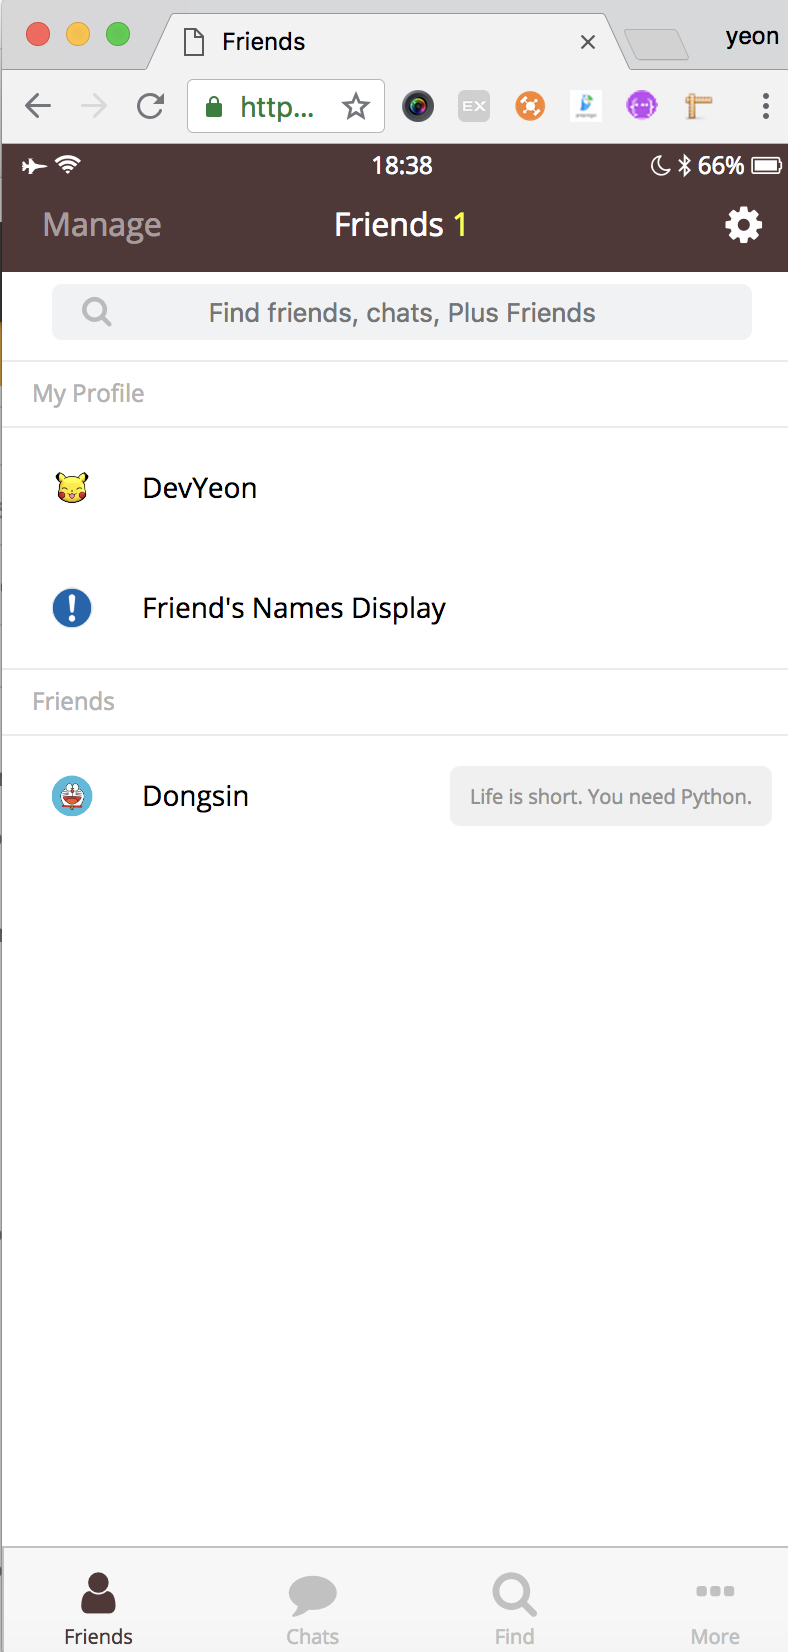 Friends
yeon
http...
EX
18:38
66%
Manage
Friends 1
Find friends, chats, Plus Friends
My Profile
DevYeon
Friend's Names Display
Friends
Dongsin
Life is short. You need Python.
Friends
Chats
Find
More